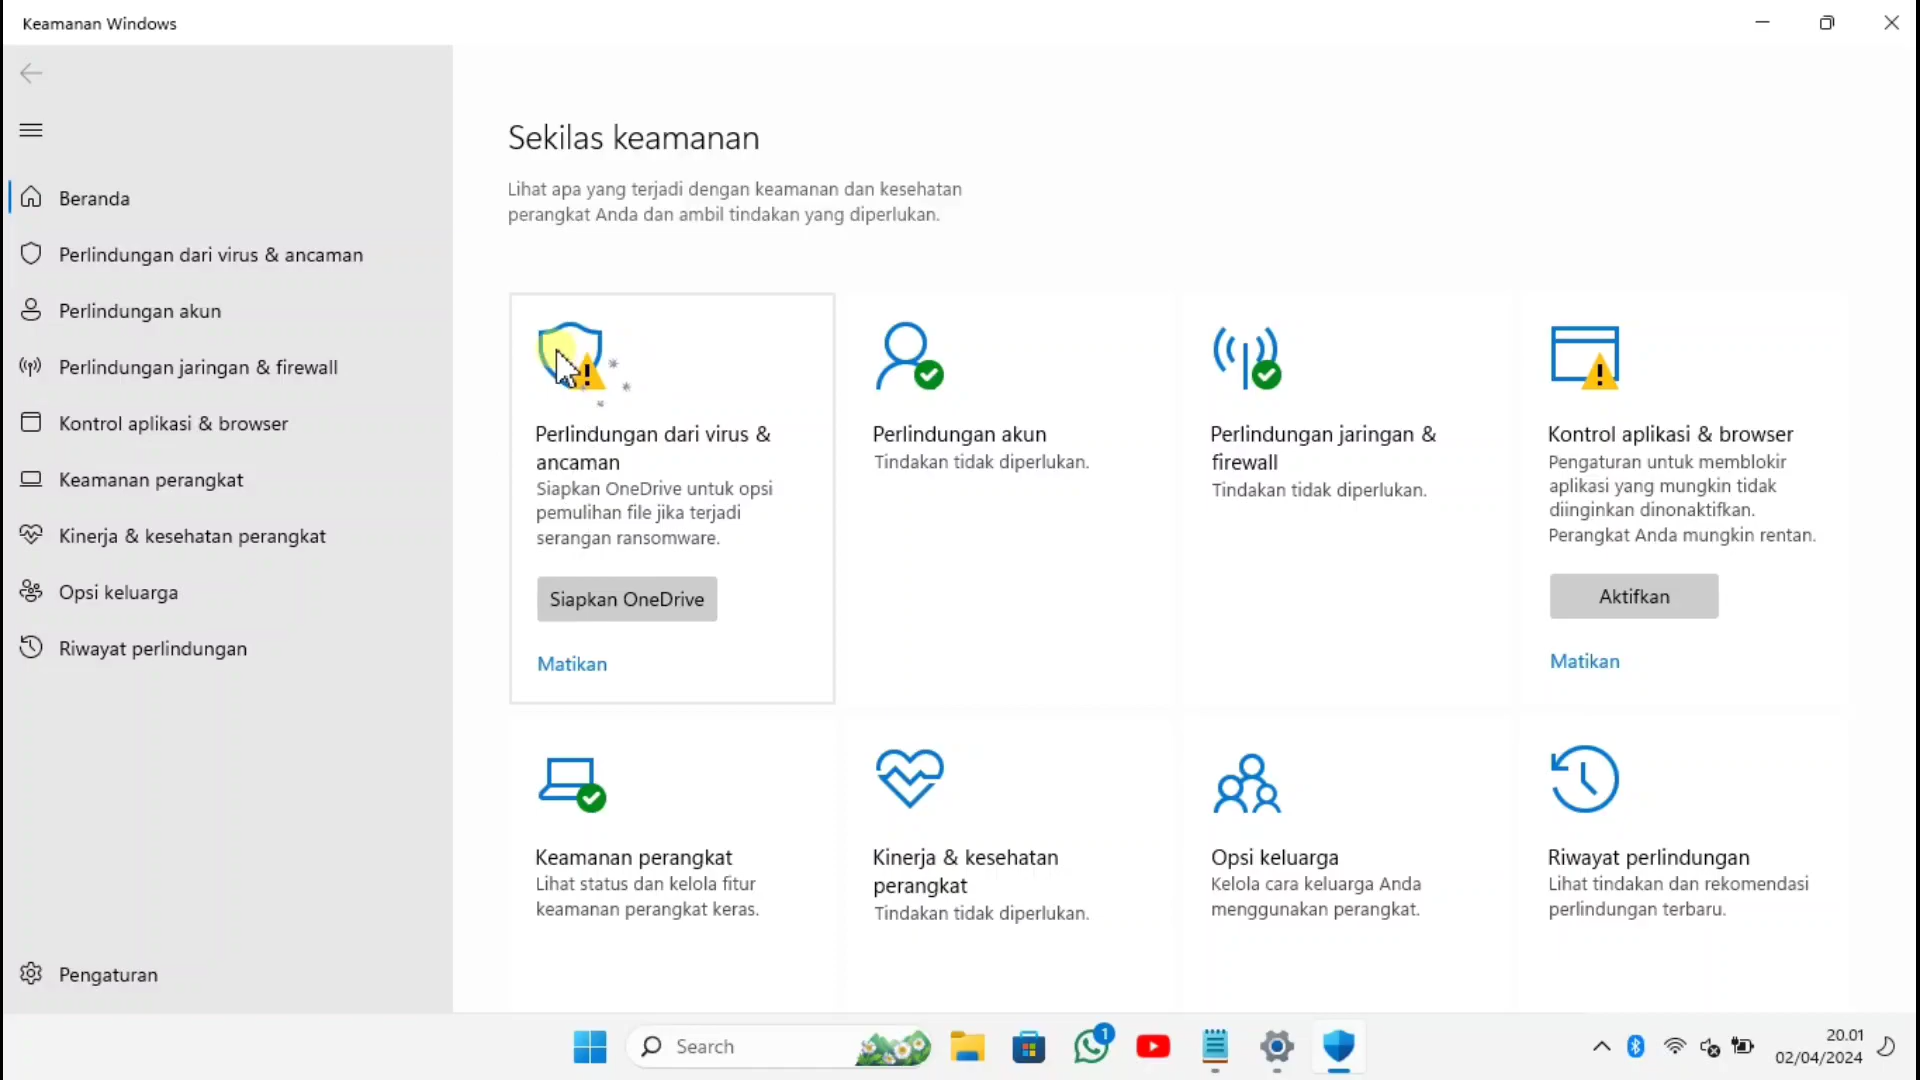 Keamanan Windows
Beranda
Perlindungan dari virus & ancaman
Perlindungan akun
Perlindungan jaringan & firewall
Kontrol aplikasi & browser
Keamanan perangkat
Kinerja & kesehatan perangkat
Opsi keluarga
Riwayat perlindungan
Pengaturan
Sekilas keamanan
Lihat apa yang terjadi dengan keamanan dan kesehatan
perangkat Anda dan ambil tindakan yang diperlukan.
Perlindungan dari virus &
ancaman
Siapkan OneDrive untuk opsi
pemulihan file jika terjadi
serangan ransomware.
Siapkan OneDrive
Matikan
Perlindungan akun
Tindakan tidak diperlukan.
Perlindungan jaringan &
firewall
Tindakan tidak diperlukan.
Kontrol aplikasi & browser
Pengaturan untuk memblokir
aplikasi yang mungkin tidak
diinginkan dinonaktifkan.
Perangkat Anda mungkin rentan.
Aktifkan
Matikan
Keamanan perangkat
Lihat status dan kelola fitur
keamanan perangkat keras.
Kinerja & kesehatan
perangkat
Tindakan tidak diperlukan.
Opsi keluarga
Kelola cara keluarga Anda
menggunakan perangkat.
Riwayat perlindungan
Lihat tindakan dan rekomendasi
perlindungan terbaru.
Search
1
20.01
02/04/2024